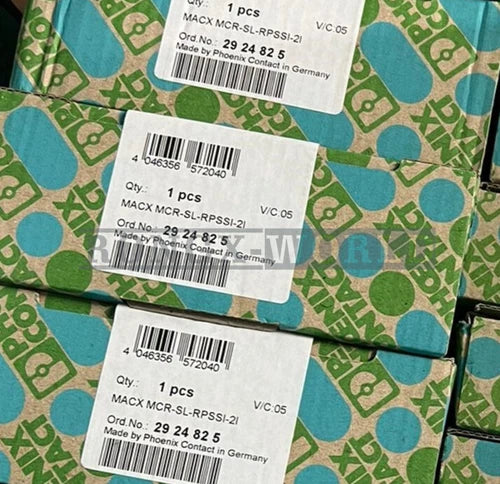 Qty.: 1 pcs
MACX MCR-SL-RPSSI-2I V/C:05
Ord.No.: 29 24 82 5
Made by Phoenix Contact in Germany
PHOENIX
CONTACT
4 046356 572040
Qty.: 1 pcs
MACX MCR-SL-RPSSI-2I V/C:05
Ord.No.: 29 24 82 5
Made by Phoenix Contact in Germany
PHOENIX
CONTACT
4 046356 572040
Qty.: 1 pcs
MACX MCR-SL-RPSSI-2I V/C:05
Ord.No.: 29 24 82 5
Made by Phoenix Contact in Germany